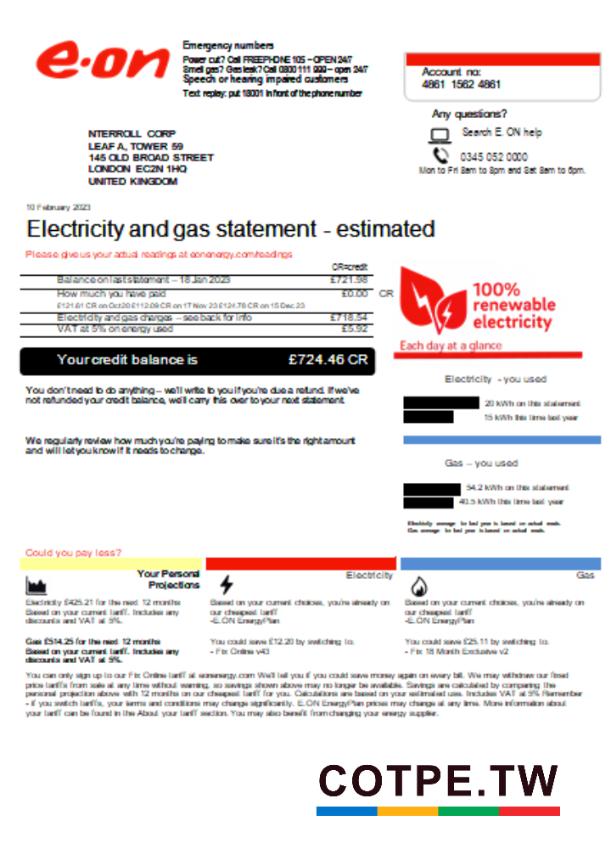 e·on
Emergency numbers
Power cut? Call FREEPHONE 105 – OPEN 24/7
Smell gas? Gas leak? Call 0800 111 999 – open 24/7
Speech or hearing impaired customers
Text replay: put 18001 in front of the phone number
Account no:
4861 1562 4861
Any questions?
Search E. ON help
0345 052 0000
Mon to Fri 8am to 8pm and Sat 8am to 6pm.
NTERROLL CORP
LEAF A, TOWER 59
145 OLD BROAD STREET
LONDON EC2N 1HQ
UNITED KINGDOM
10 February 2023
Electricity and gas statement - estimated
Please give us your actual readings at eonenergy.com/readings
CR=credit
Balance on last statement – 18 Jan 2023 £721.98
How much you have paid £0.00 CR
£121.61 CR on Oct20 £112.09 CR on 17 Nov 23 £124.78 CR on 15 Dec 23
Electricity and gas charges – see back for info £718.54
VAT at 5% on energy used £5.92
Your credit balance is £724.46 CR
You don't need to do anything – we'll write to you if you're due a refund. If we've
not refunded your credit balance, we'll carry this over to your next statement.
We regularly review how much you're paying to make sure it's the right amount
and will let you know if it needs to change.
100%
renewable
electricity
Each day at a glance
Electricity - you used
20 kWh on this statement
15 kWh this time last year
Gas – you used
54.2 kWh on this statement
40.5 kWh this time last year
Electricity average for last year is based on actual reads.
Gas average for last year is based on actual reads.
Could you pay less?
Your Personal
Projections
Electricity £425.21 for the next 12 months
Based on your current tariff. Includes any
discounts and VAT at 5%.
Gas £514.25 for the next 12 months
Based on your current tariff. Includes any
discounts and VAT at 5%.
Electricity
Based on your current choices, you're already on
our cheapest tariff
-E.ON EnergyPlan
You could save £12.20 by switching to.
- Fix Online v43
Gas
Based on your current choices, you're already on
our cheapest tariff
-E.ON EnergyPlan
You could save £25.11 by switching to.
- Fix 18 Month Exclusive v2
You can only sign up to our Fix Online tariff at eonenergy.com We'll tell you if you could save money again on every bill. We may withdraw our fixed
price tariffs from sale at any time without warning, so savings shown above may no longer be available. Savings are calculated by comparing the
personal projection above with 12 months on our cheapest tariff for you. Calculations are based on your estimated use. Includes VAT at 5% Remember
- if you switch tariffs, your terms and conditions may change significantly. E.ON EnergyPlan prices may change at any time. More information about
your tariff can be found in the About your tariff section. You may also benefit from changing your energy supplier.
COTPE.TW